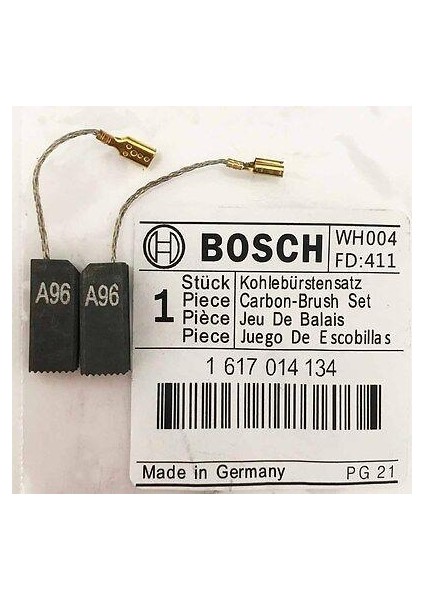 A96 A96
BOSCH
WH004
FD:411
1
Stück Kohlebürstensatz
Piece Carbon-Brush Set
Pièce Jeu De Balais
Piece Juego De Escobillas
1 617 014 134
Made in Germany PG 21